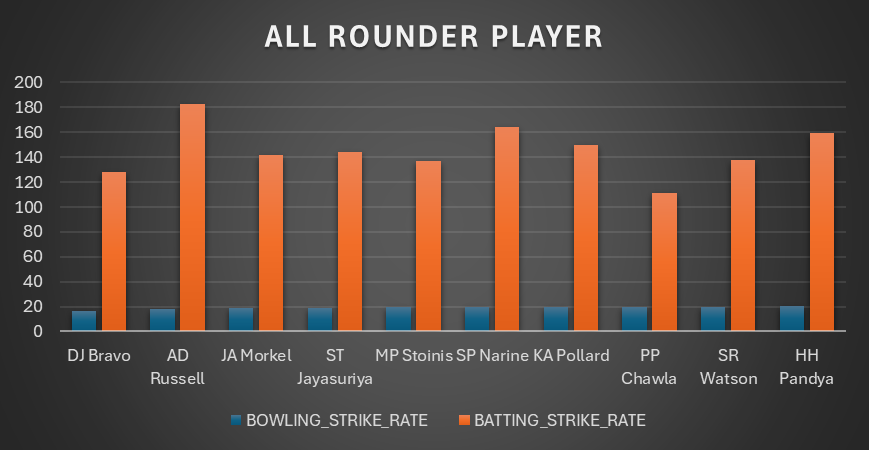 ALL ROUNDER PLAYER
200
180
160
140
120
100
80
60
40
20
0
DJ Bravo AD JA Morkel ST MP Stoinis SP Narine KA Pollard PP SR HH
Russell Jayasuriya Chawla Watson Pandya
BOWLING_STRIKE_RATE BATTING_STRIKE_RATE